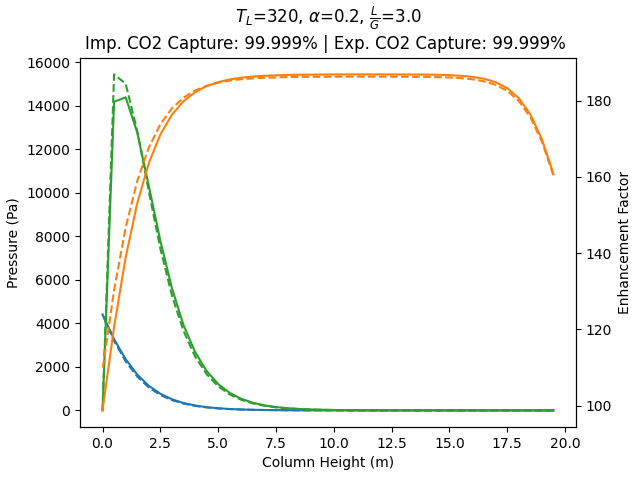 T_L=320, α=0.2, L/G=3.0
Imp. CO2 Capture: 99.999% | Exp. CO2 Capture: 99.999%
16000
14000
12000
10000
8000
6000
4000
2000
0
Pressure (Pa)
180
160
140
120
100
Enhancement Factor
0.0 2.5 5.0 7.5 10.0 12.5 15.0 17.5 20.0
Column Height (m)